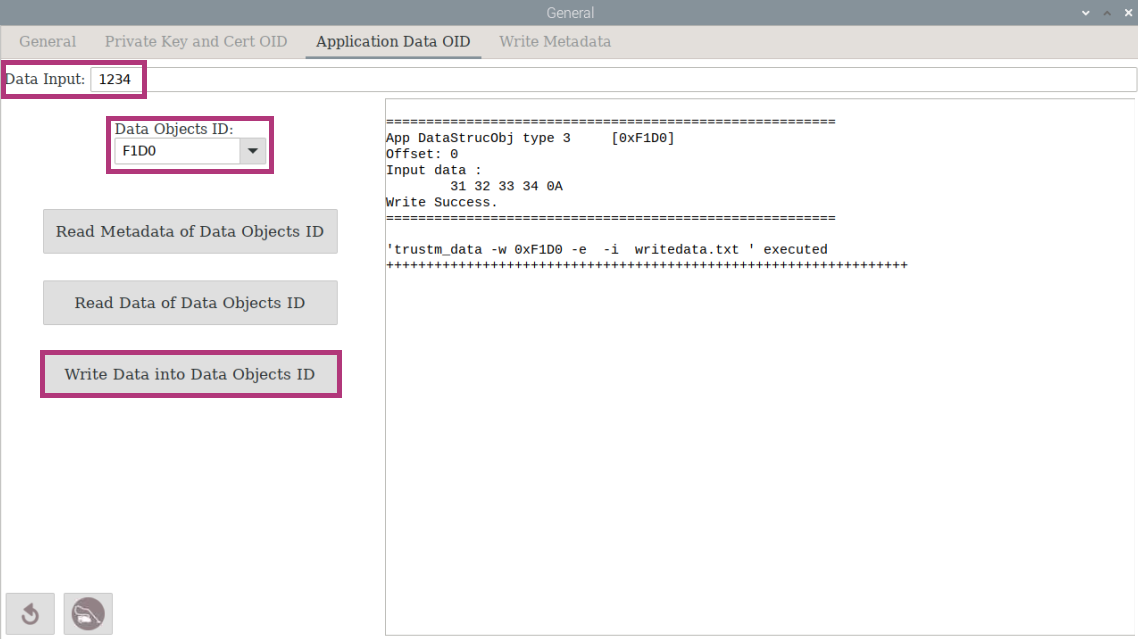 General
General Private Key and Cert OID Application Data OID Write Metadata
Data Input: 1234
Data Objects ID:
F1D0
Read Metadata of Data Objects ID
Read Data of Data Objects ID
Write Data into Data Objects ID
========================================================
App DataStrucObj type 3     [0xF1D0]
Offset: 0
Input data :
        31 32 33 34 0A
Write Success.
========================================================
'trustm_data -w 0xF1D0 -e  -i  writedata.txt ' executed
+++++++++++++++++++++++++++++++++++++++++++++++++++++++++++++++++